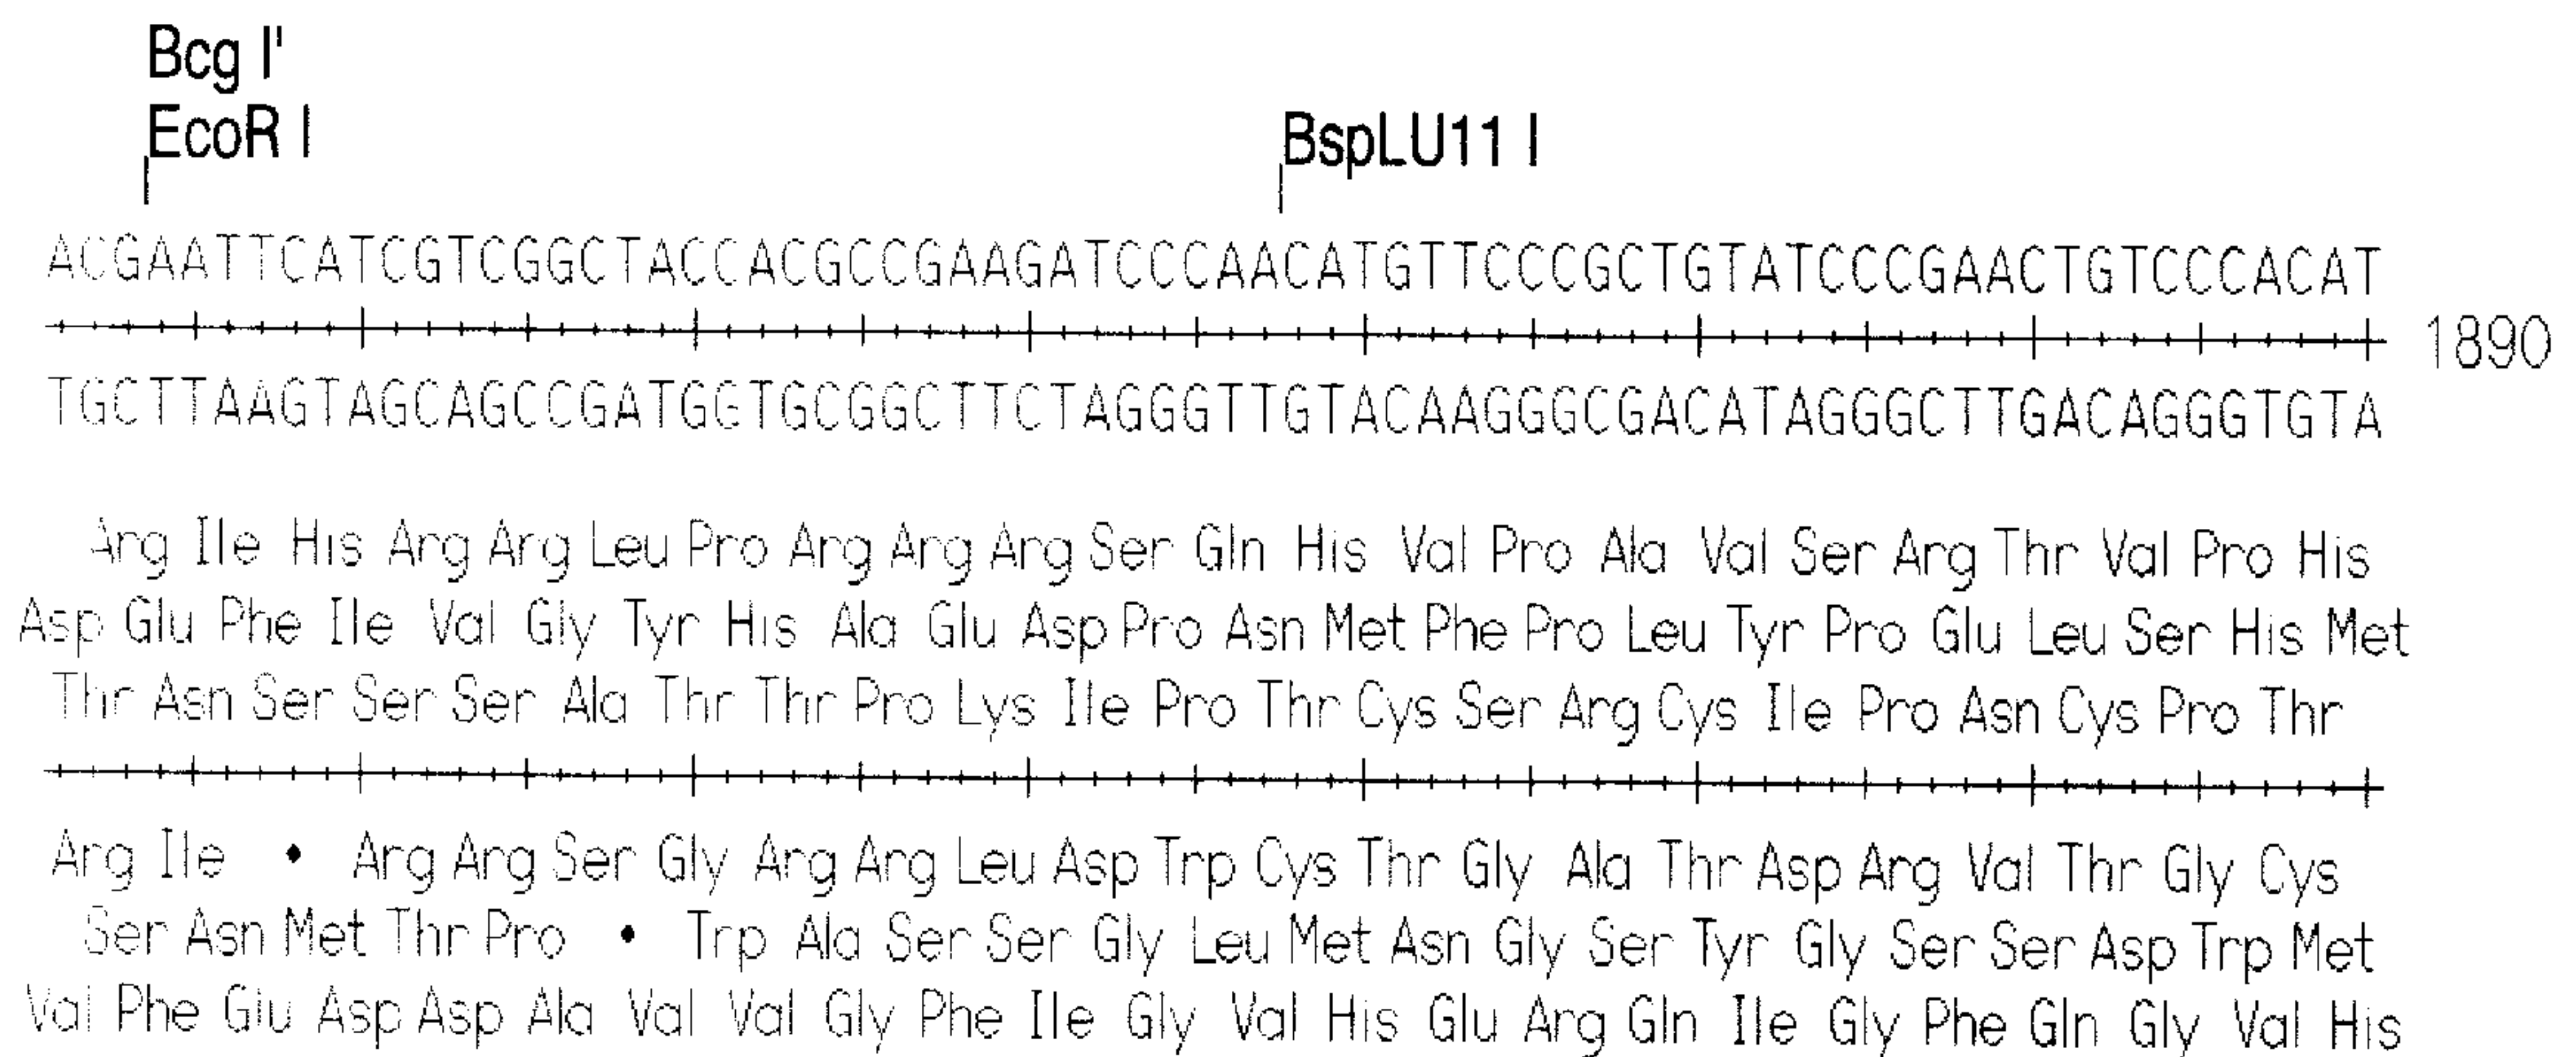 Bcg I'
EcoR I
BspLU11 I
ACGAATTCATCGTCGGCTACCACGCCGAAGATCCCAACATGTTCCCGCTGTATCCCGAACTGTCCCACAT
1890
TGCTTAAGTAGCAGCCGATGGTGCGGCTTCTAGGGTTGTACAAGGGCGACATAGGGCTTGACAGGGTGTA
Arg Ile His Arg Arg Leu Pro Arg Arg Arg Ser Gln His Val Pro Ala Val Ser Arg Thr Val Pro His
Asp Glu Phe Ile Val Gly Tyr His Ala Glu Asp Pro Asn Met Phe Pro Leu Tyr Pro Glu Leu Ser His Met
Thr Asn Ser Ser Ser Ala Thr Thr Pro Lys Ile Pro Thr Cys Ser Arg Cys Ile Pro Asn Cys Pro Thr
Arg Ile • Arg Arg Ser Gly Arg Arg Leu Asp Trp Cys Thr Gly Ala Thr Asp Arg Val Thr Gly Cys
Ser Asn Met Thr Pro • Trp Ala Ser Ser Gly Leu Met Asn Gly Ser Tyr Gly Ser Ser Asp Trp Met
Val Phe Glu Asp Asp Ala Val Val Gly Phe Ile Gly Val His Glu Arg Gln Ile Gly Phe Gln Gly Val His